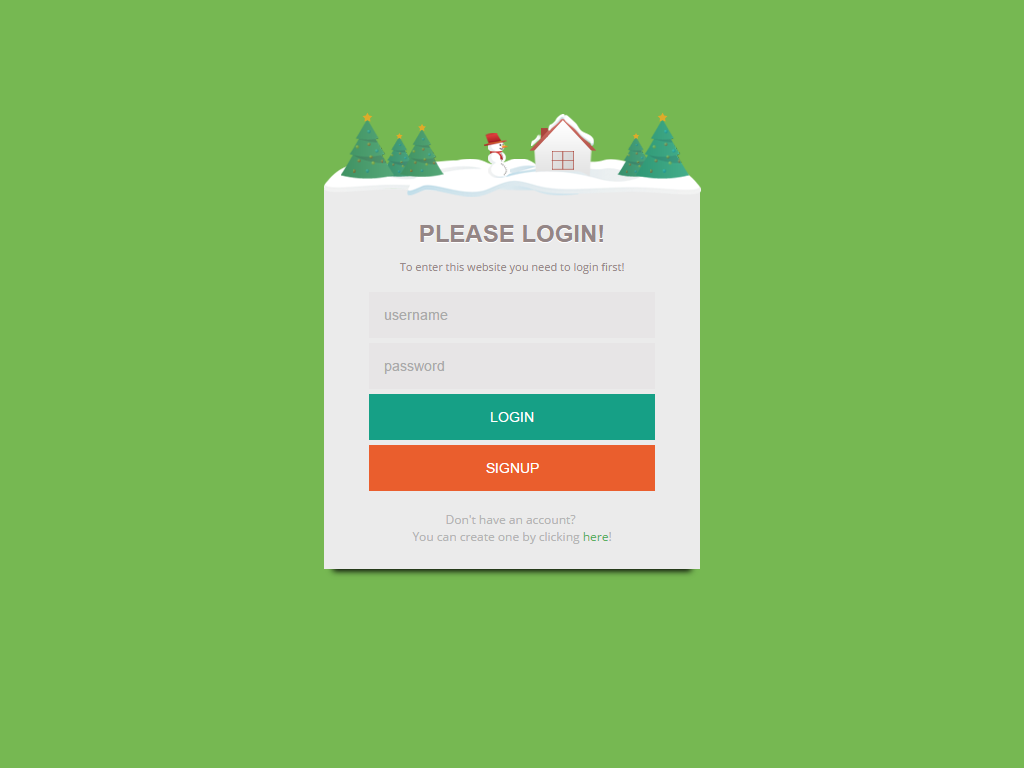 PLEASE LOGIN!
To enter this website you need to login first!
username
password
LOGIN
SIGNUP
Don't have an account?
You can create one by clicking here!